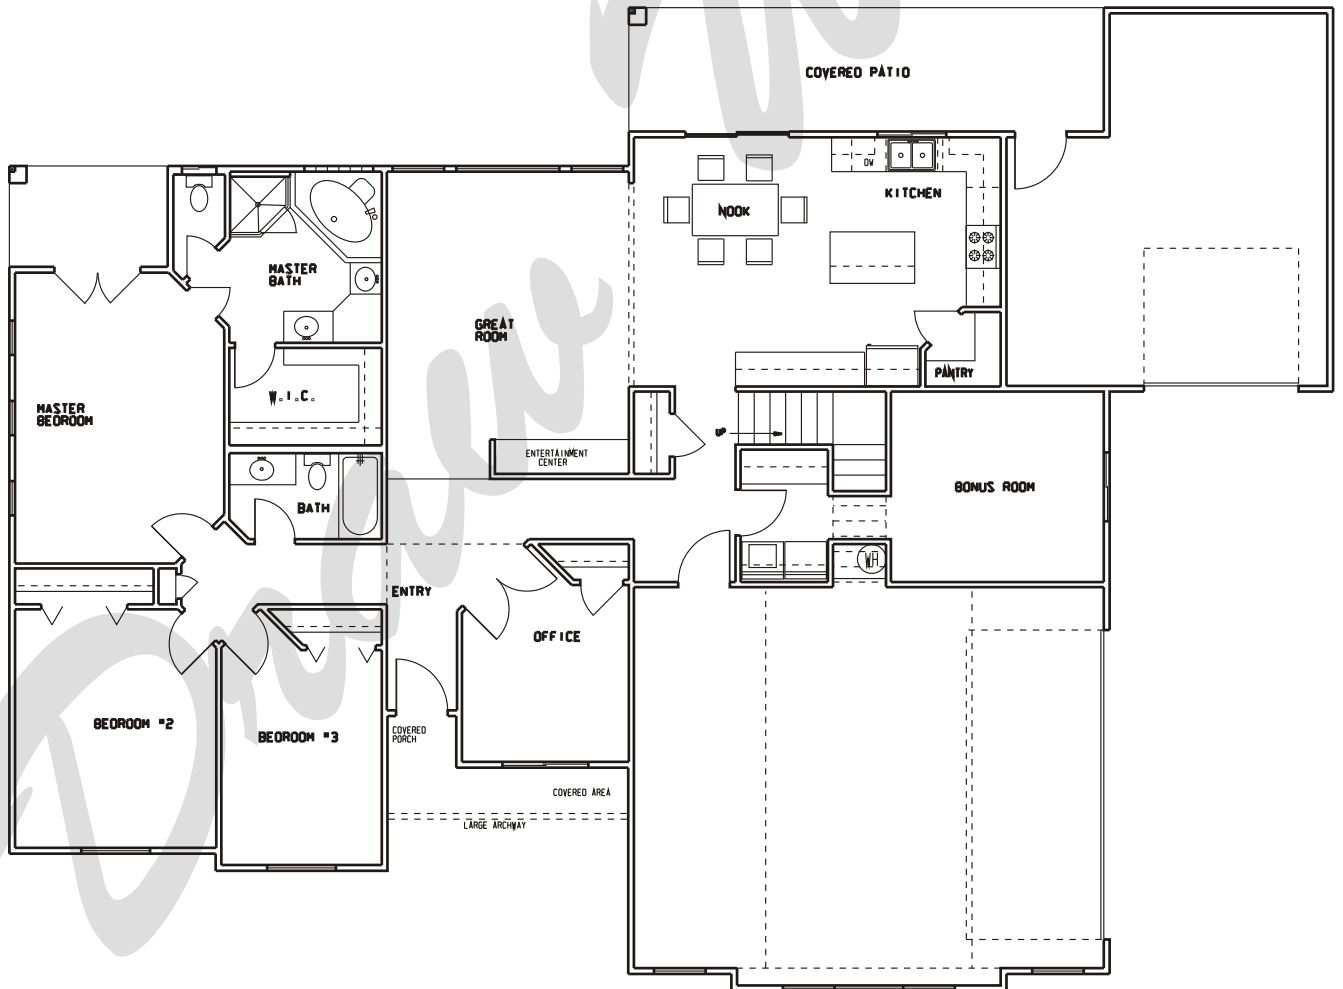 COVERED PATIO
DW
KITCHEN
NOOK
MASTER
BATH
GREAT
ROOM
PANTRY
W.I.C.
MASTER
BEDROOM
UP
ENTERTAINMENT
CENTER
BONUS ROOM
BATH
WH
ENTRY
OFFICE
BEDROOM #2
BEDROOM #3
COVERED
PORCH
COVERED AREA
LARGE ARCHWAY
Draw